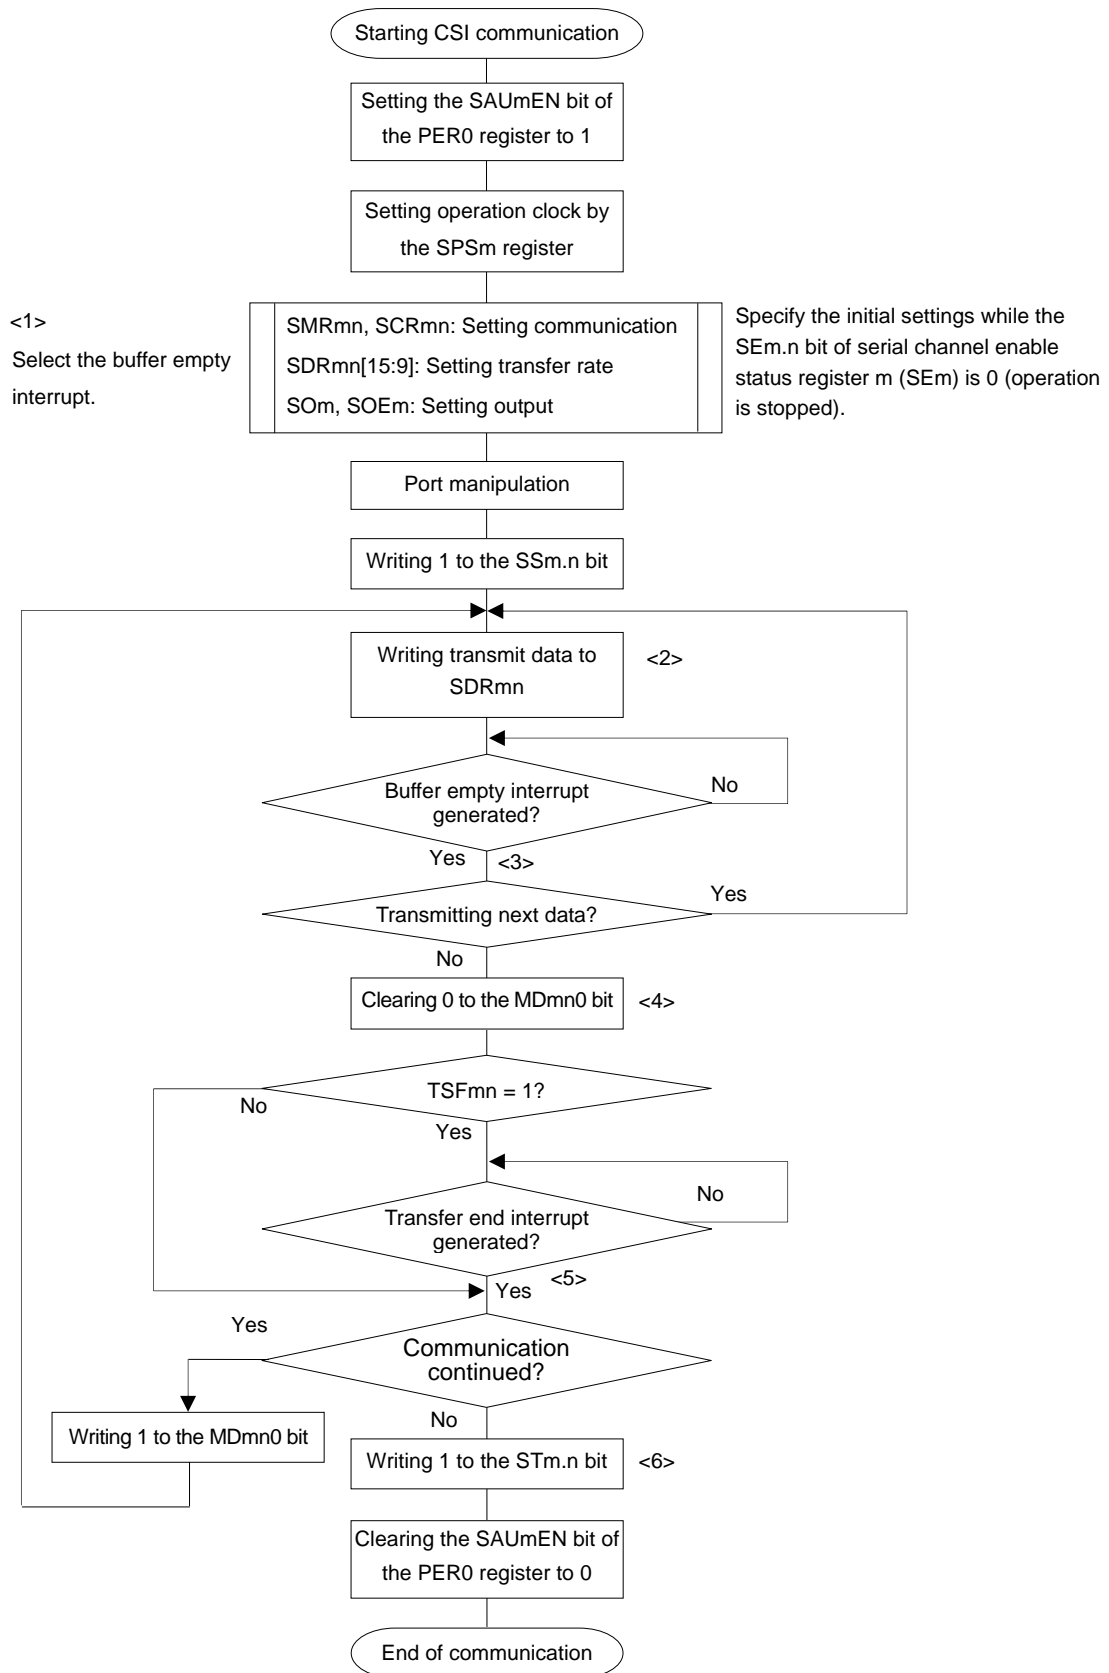 Starting CSI communication
Setting the SAUmEN bit of
the PER0 register to 1
Setting operation clock by
the SPSm register
<1>
Select the buffer empty
interrupt.
SMRmn, SCRmn: Setting communication
SDRmn[15:9]: Setting transfer rate
SOm, SOEm: Setting output
Specify the initial settings while the
SEm.n bit of serial channel enable
status register m (SEm) is 0 (operation
is stopped).
Port manipulation
Writing 1 to the SSm.n bit
Writing transmit data to
SDRmn
<2>
Buffer empty interrupt
generated?
No
Yes
<3>
Transmitting next data?
Yes
No
Clearing 0 to the MDmn0 bit
<4>
TSFmn = 1?
No
Yes
No
Transfer end interrupt
generated?
<5>
Yes
Yes
Communication
continued?
No
Writing 1 to the MDmn0 bit
Writing 1 to the STm.n bit
<6>
Clearing the SAUmEN bit of
the PER0 register to 0
End of communication